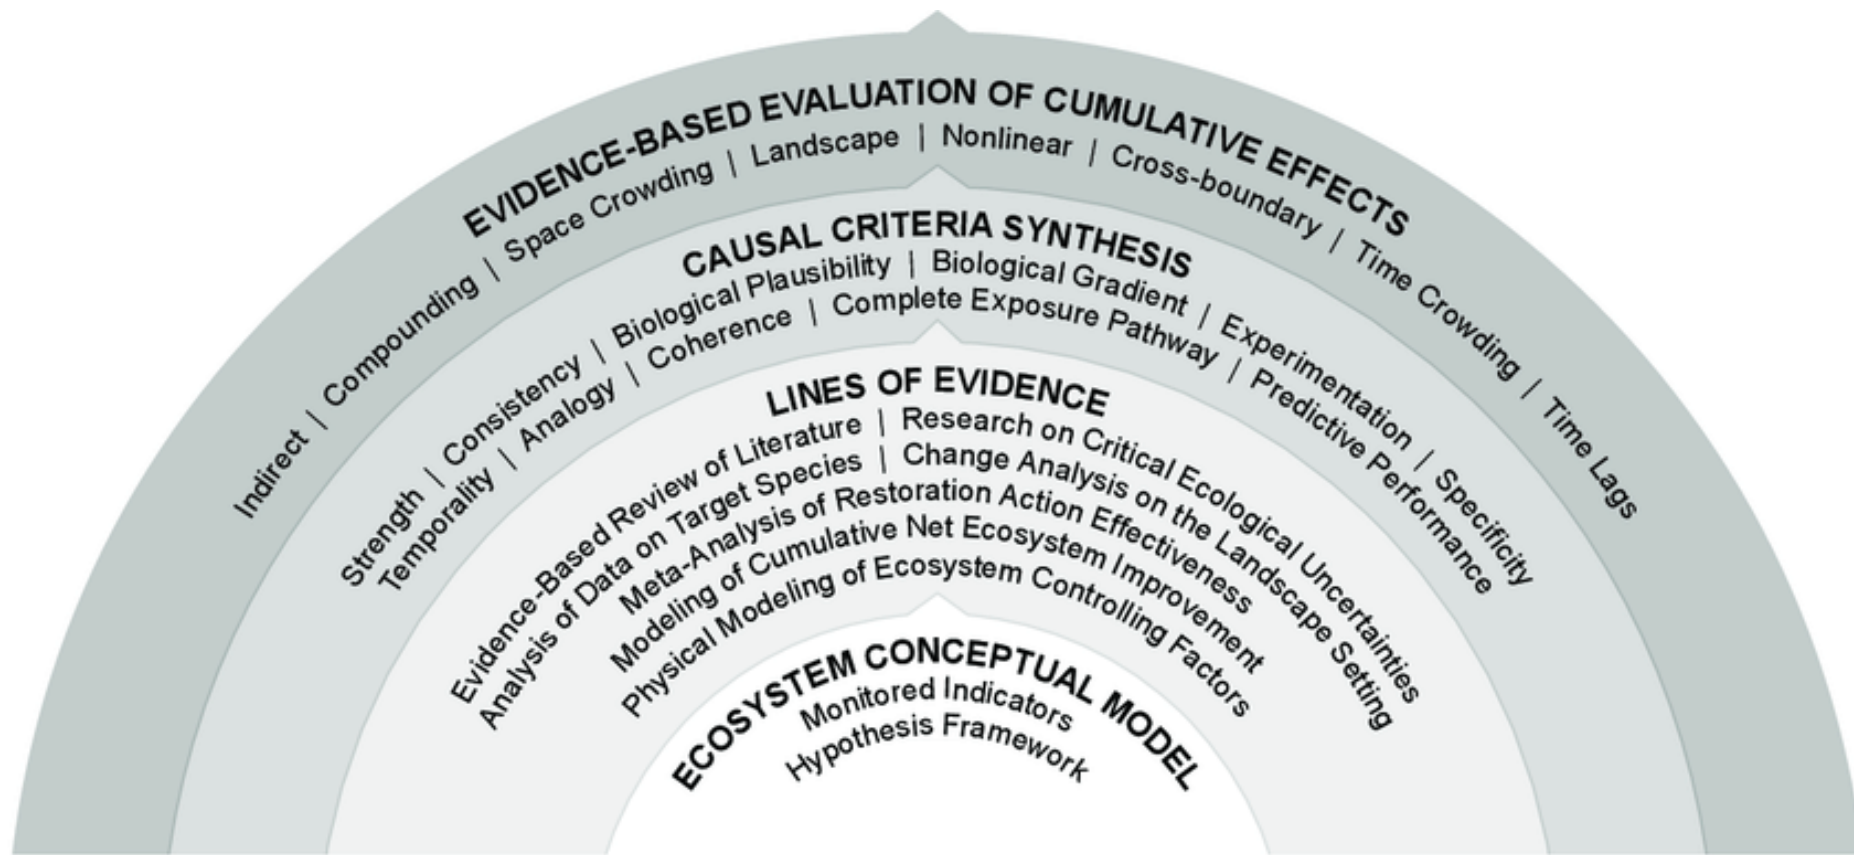 EVIDENCE-BASED EVALUATION OF CUMULATIVE EFFECTS
Indirect | Compounding | Space Crowding | Landscape | Nonlinear | Cross-boundary | Time Crowding | Time Lags
CAUSAL CRITERIA SYNTHESIS
Strength | Consistency | Biological Plausibility | Biological Gradient | Experimentation | Specificity
Temporality | Analogy | Coherence | Complete Exposure Pathway | Predictive Performance
LINES OF EVIDENCE
Evidence-Based Review of Literature | Research on Critical Ecological Uncertainties
Analysis of Data on Target Species | Change Analysis on the Landscape Setting
Meta-Analysis of Restoration Action Effectiveness
Modeling of Cumulative Net Ecosystem Improvement
Physical Modeling of Ecosystem Controlling Factors
ECOSYSTEM CONCEPTUAL MODEL
Monitored Indicators
Hypothesis Framework